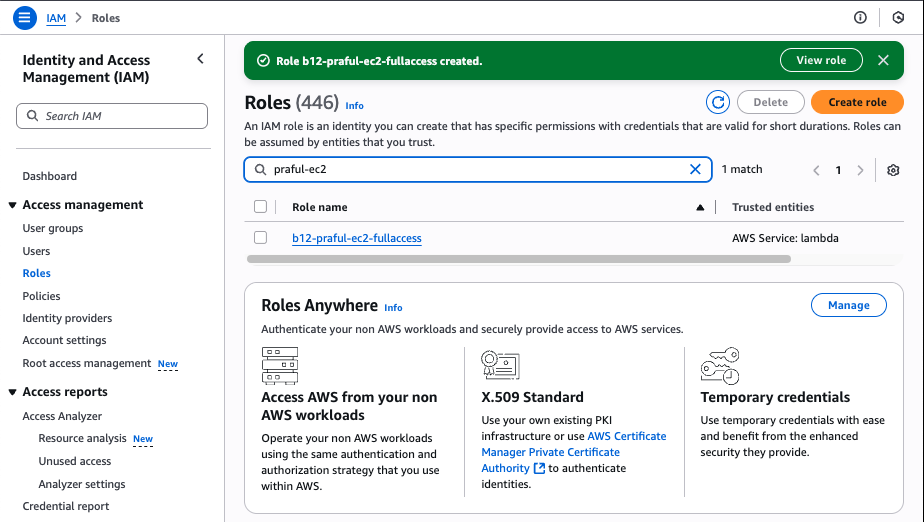 IAM > Roles
Identity and Access
Management (IAM)
Search IAM
Dashboard
Access management
User groups
Users
Roles
Policies
Identity providers
Account settings
Root access management New
Access reports
Access Analyzer
Resource analysis New
Unused access
Analyzer settings
Credential report
Role b12-praful-ec2-fullaccess created.
View role
Roles (446) Info
Delete
Create role
An IAM role is an identity you can create that has specific permissions with credentials that are valid for short durations. Roles can
be assumed by entities that you trust.
praful-ec2
1 match
1
Role name
Trusted entities
b12-praful-ec2-fullaccess
AWS Service: lambda
Roles Anywhere Info
Manage
Authenticate your non AWS workloads and securely provide access to AWS services.
Access AWS from your non
AWS workloads
Operate your non AWS workloads
using the same authentication and
authorization strategy that you use
within AWS.
X.509 Standard
Use your own existing PKI
infrastructure or use AWS Certificate
Manager Private Certificate
Authority to authenticate
identities.
Temporary credentials
Use temporary credentials with ease
and benefit from the enhanced
security they provide.